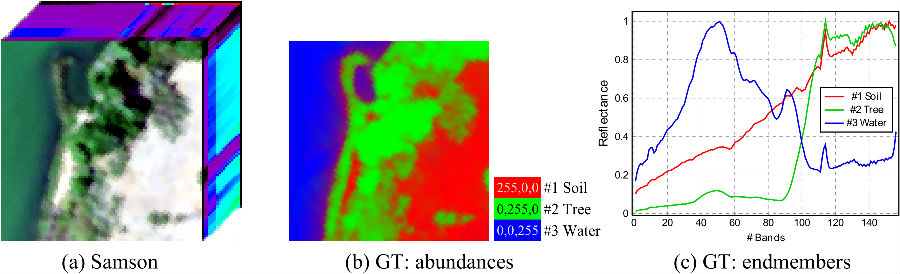 255,0,0 #1 Soil
0,255,0 #2 Tree
0,0,255 #3 Water
Reflectance
1
0.8
0.6
0.4
0.2
0
#1 Soil
#2 Tree
#3 Water
0 20 40 60 80 100 120 140
# Bands
(a) Samson
(b) GT: abundances
(c) GT: endmembers